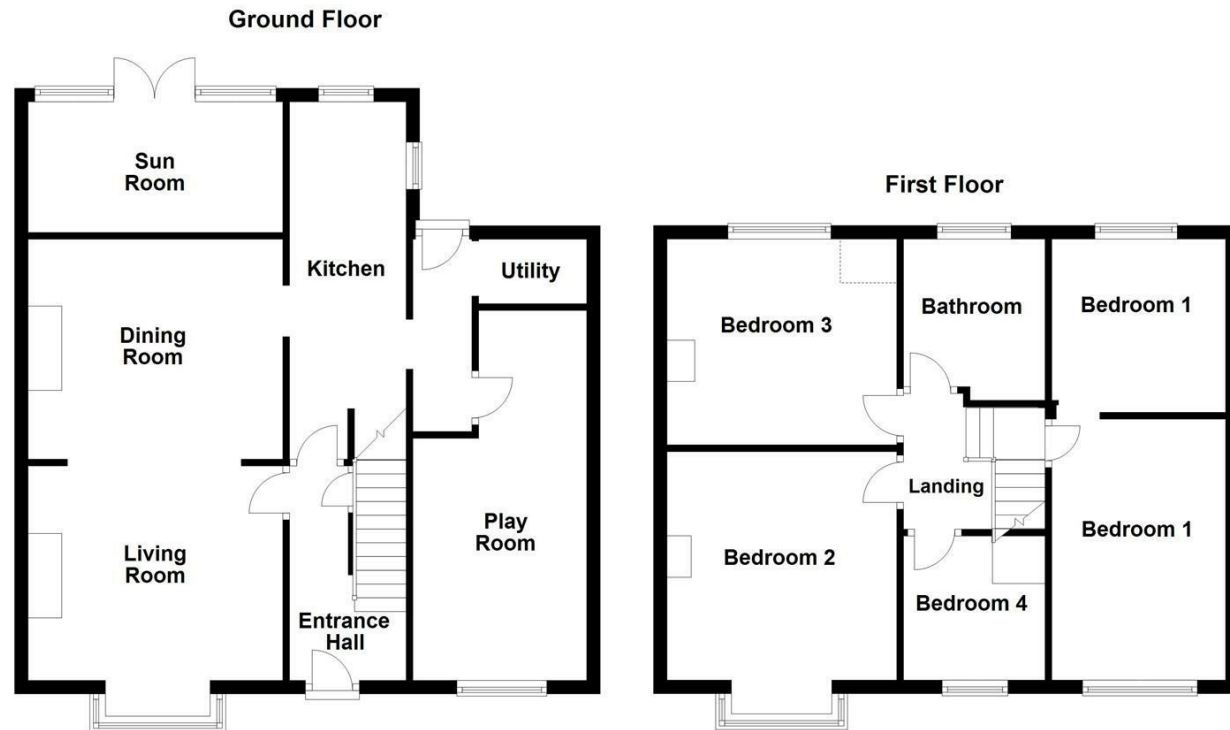 Ground Floor
Sun
Room
Kitchen
Utility
Dining
Room
Living
Room
Play
Room
Entrance
Hall
First Floor
Bedroom 3
Bathroom
Bedroom 1
Landing
Bedroom 2
Bedroom 1
Bedroom 4